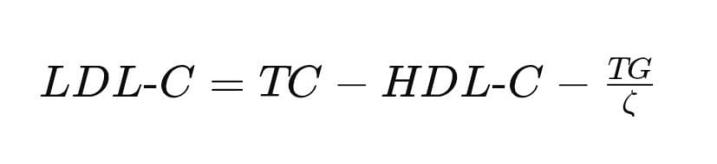 LDL-C = TC − HDL-C − TG/ζ